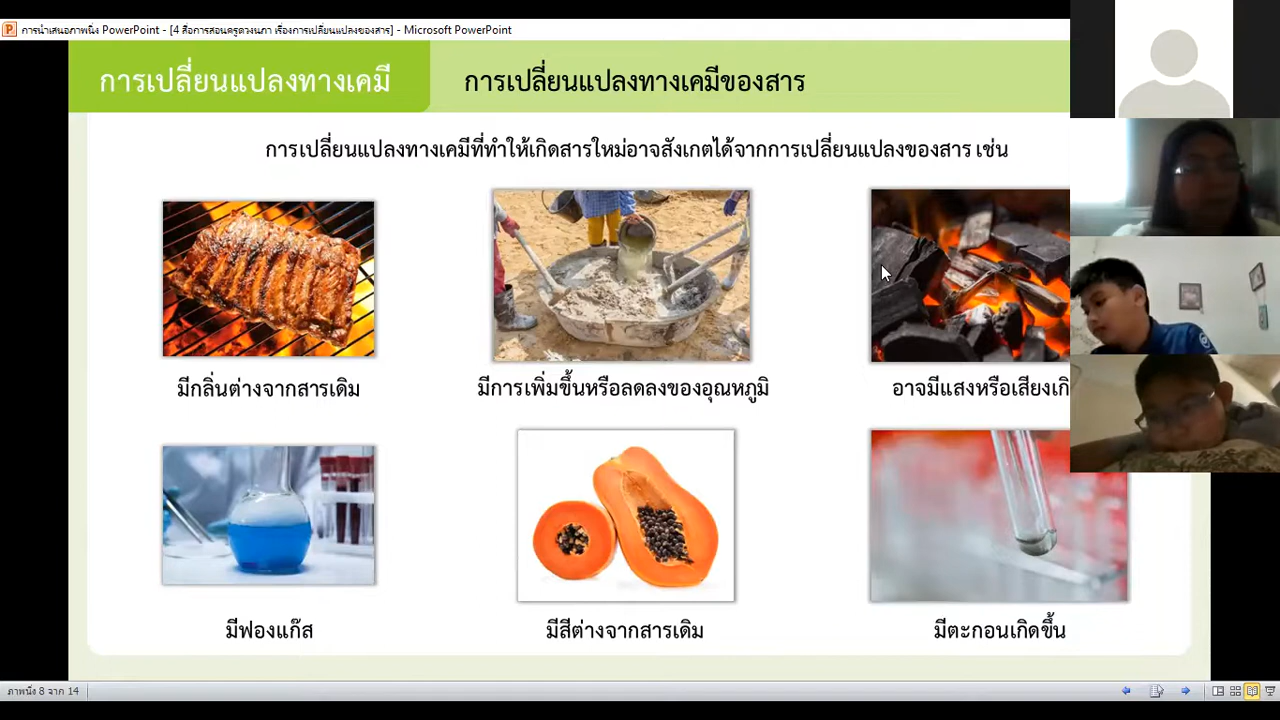 การนำเสนอภาพนิ่ง PowerPoint - [4 สื่อการสอนครูดวงนภา เรื่องการเปลี่ยนแปลงของสาร] - Microsoft PowerPoint
การเปลี่ยนแปลงทางเคมี
การเปลี่ยนแปลงทางเคมีของสาร
การเปลี่ยนแปลงทางเคมีที่ทำให้เกิดสารใหม่อาจสังเกตได้จากการเปลี่ยนแปลงของสาร เช่น
มีกลิ่นต่างจากสารเดิม
มีการเพิ่มขึ้นหรือลดลงของอุณหภูมิ
อาจมีแสงหรือเสียงเกิ
มีฟองแก๊ส
มีสีต่างจากสารเดิม
มีตะกอนเกิดขึ้น
ภาพนิ่ง 8 จาก 14